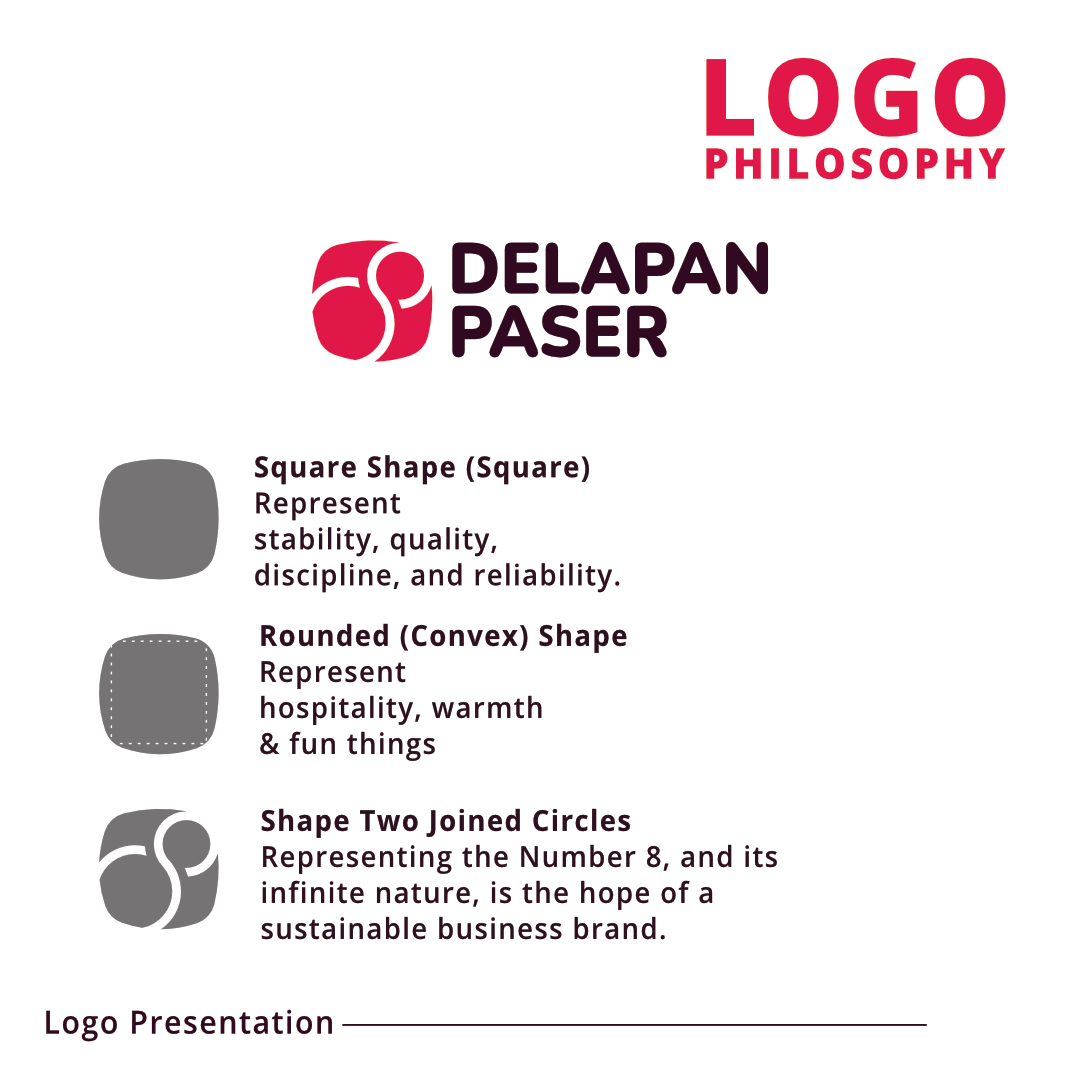 LOGO
PHILOSOPHY
DELAPAN
PASER
Square Shape (Square)
Represent
stability, quality,
discipline, and reliability.
Rounded (Convex) Shape
Represent
hospitality, warmth
& fun things
Shape Two Joined Circles
Representing the Number 8, and its
infinite nature, is the hope of a
sustainable business brand.
Logo Presentation